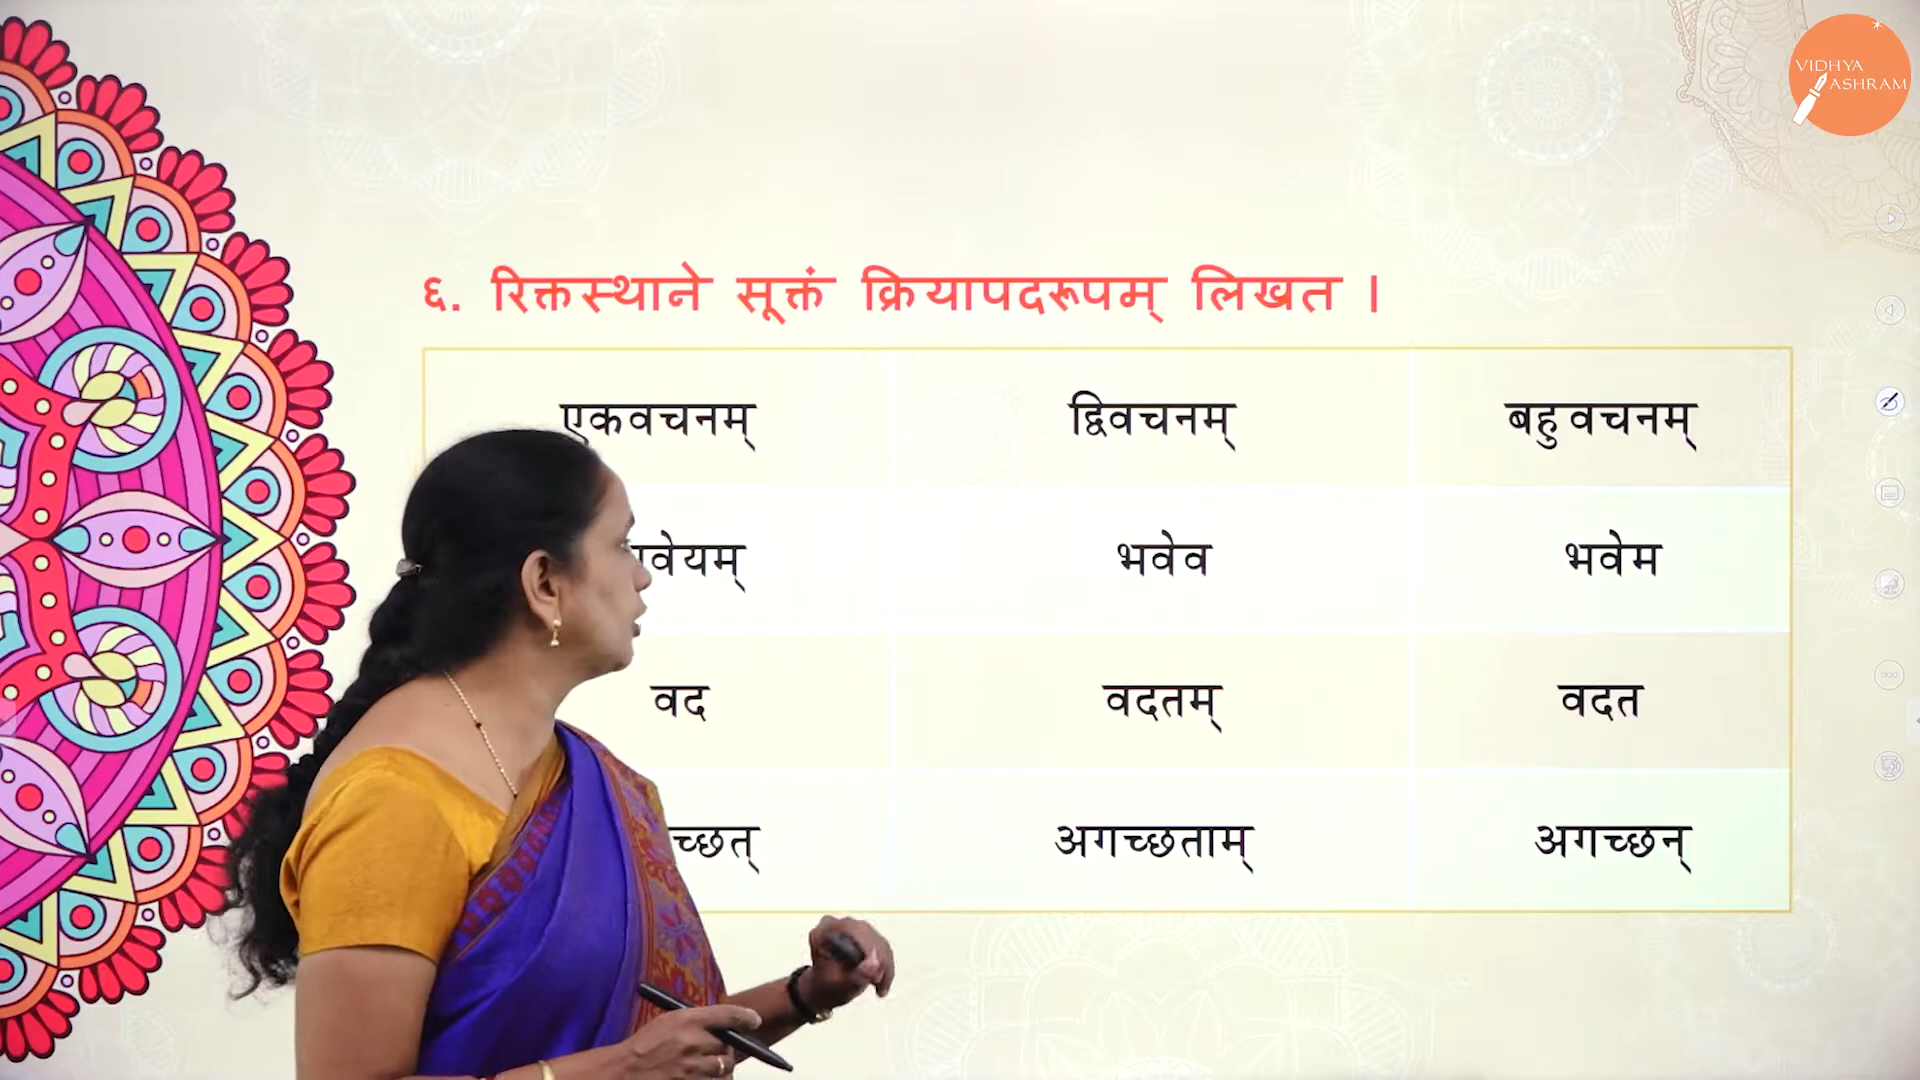 VIDHYA
ASHRAM
६. रिक्तस्थाने सूक्तं क्रियापदरूपम् लिखत ।
एकवचनम् द्विवचनम् बहुवचनम्
भवेव भवेम
वद वदतम् वदत
अगच्छताम् अगच्छन्